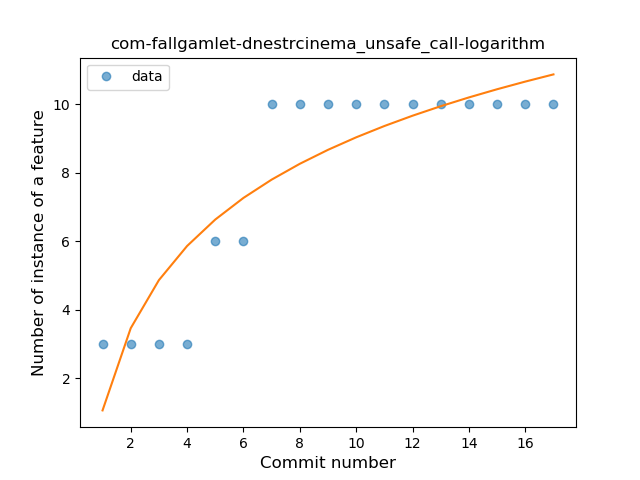 com-fallgamlet-dnestrcinema_unsafe_call-logarithm
data
Number of instance of a feature
10
8
6
4
2
2 4 6 8 10 12 14 16
Commit number